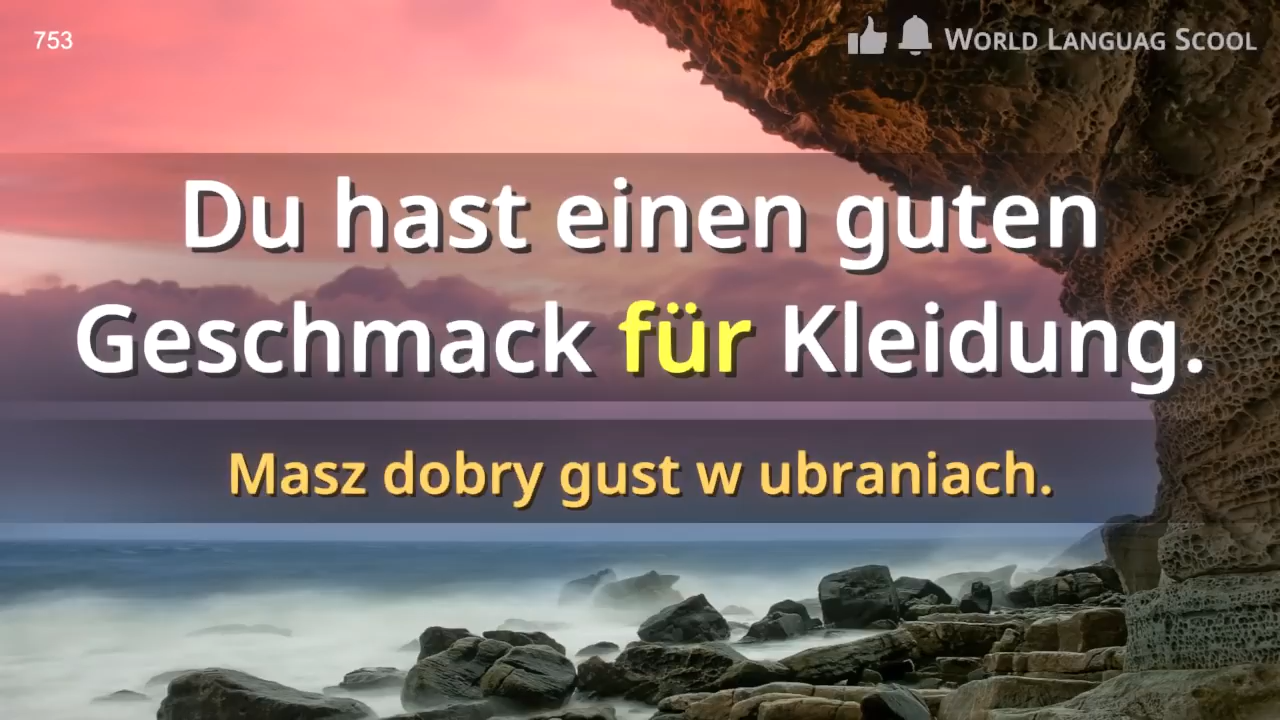 753
WORLD LANGUAG SCOOL
Du hast einen guten
Geschmack für Kleidung.
Masz dobry gust w ubraniach.